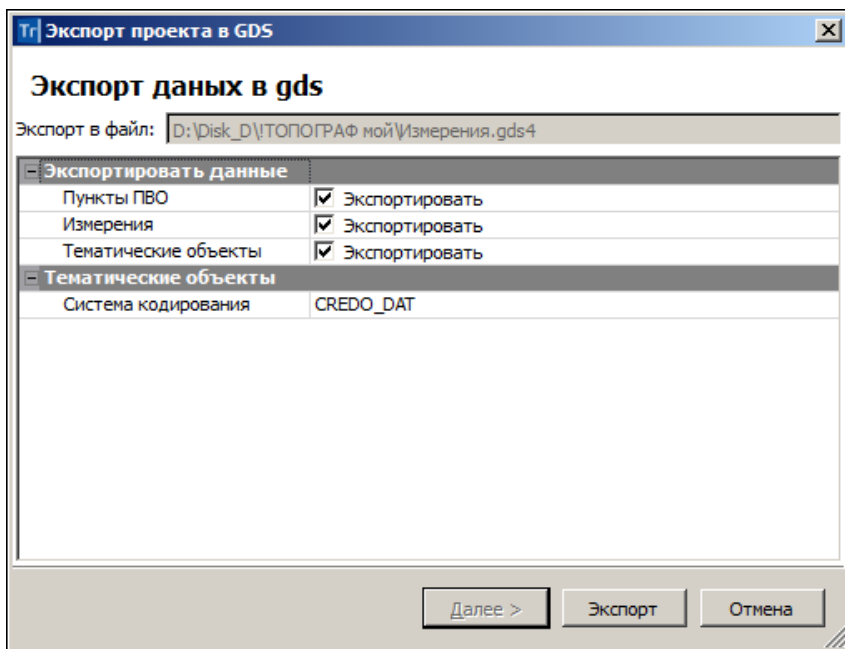 Tr Экспорт проекта в GDS
Экспорт даных в gds
Экспорт в файл: D:\Disk_D\!ТОПОГРАФ мой\Измерения.gds4
Экспортировать данные
Пункты ПВО Экспортировать
Измерения Экспортировать
Тематические объекты Экспортировать
Тематические объекты
Система кодирования CREDO_DAT
Далее > Экспорт Отмена